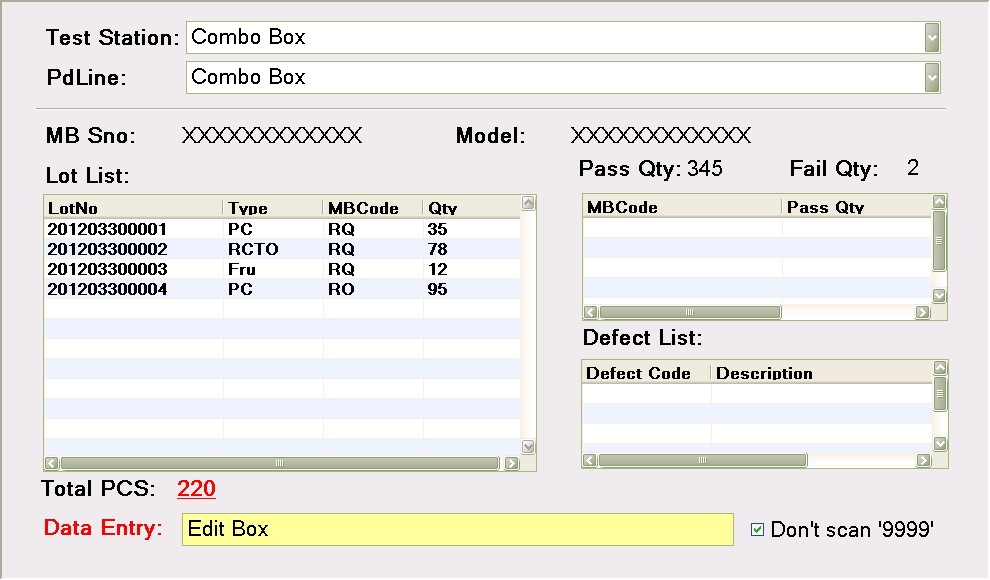 Test Station: Combo Box
PdLine: Combo Box
MB Sno: XXXXXXXXXXXX Model: XXXXXXXXXXXX
Lot List:
Pass Qty: 345 Fail Qty: 2
LotNo Type MBCode Qty
201203300001 PC RQ 35
201203300002 RCTO RQ 78
201203300003 Fru RQ 12
201203300004 PC RO 95
MBCode Pass Qty
Defect List:
Defect Code Description
Total PCS: 220
Data Entry: Edit Box Don't scan '9999'